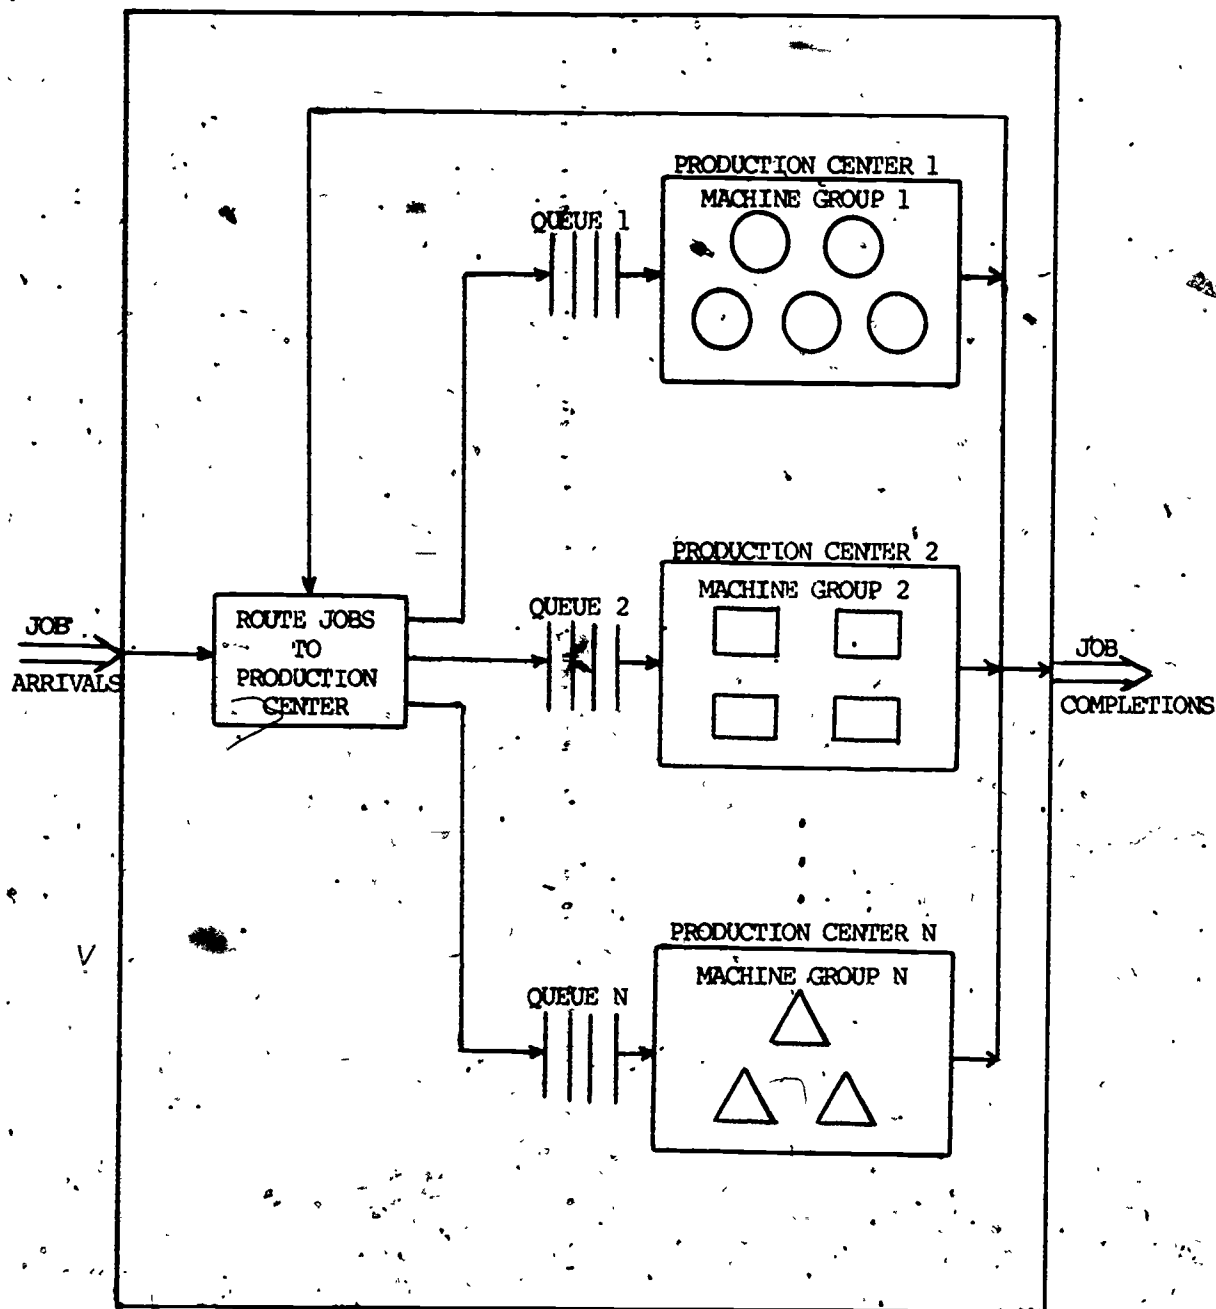 PRODUCTION CENTER 1
MACHINE GROUP 1
QUEUE 1
PRODUCTION CENTER 2
MACHINE GROUP 2
QUEUE 2
JOB
ARRIVALS
ROUTE JOBS
TO
PRODUCTION
CENTER
JOB
COMPLETIONS
PRODUCTION CENTER N
MACHINE GROUP N
QUEUE N